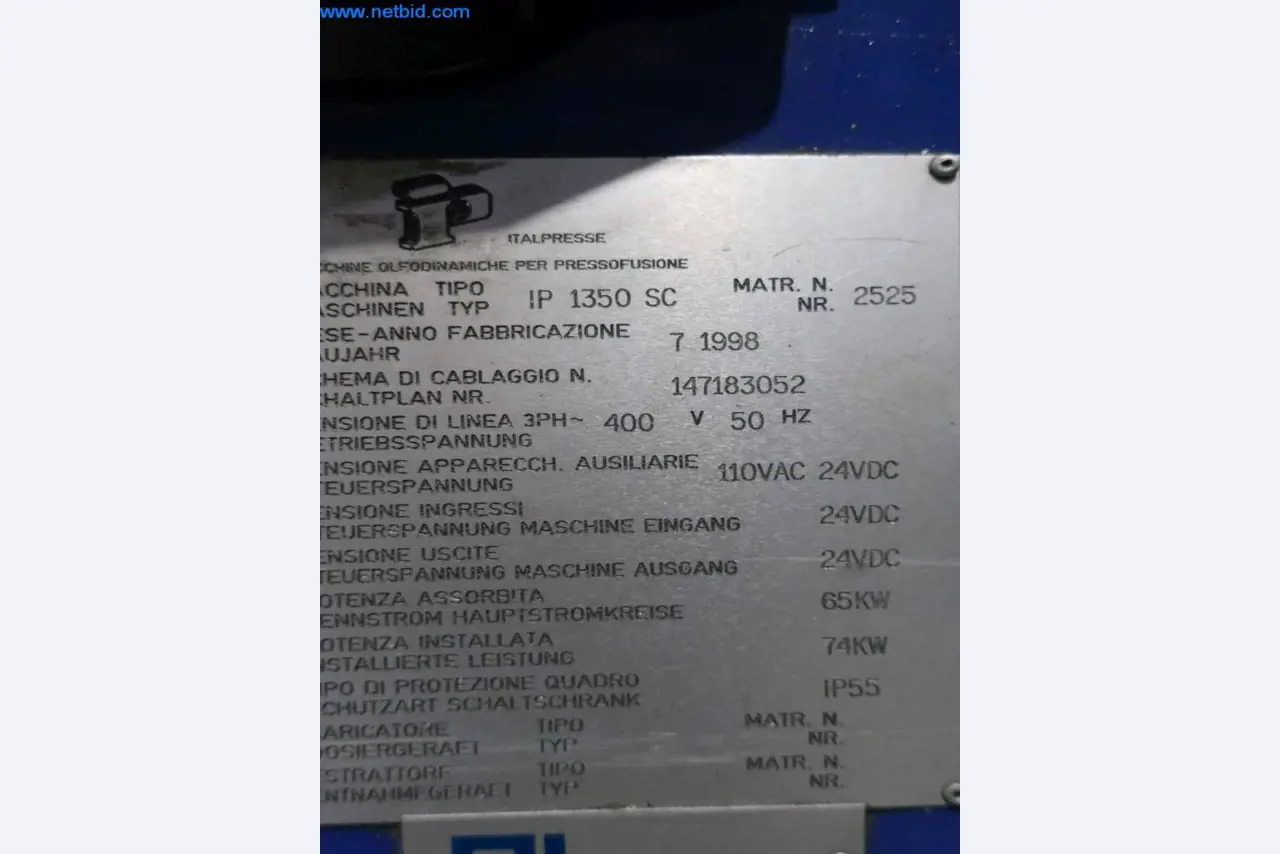 www.netbid.com
ITALPRESSE
CCHINE OLEODINAMICHE PER PRESSOFUSIONE
ACCHINA TIPO IP 1350 SC MATR. N. 2525
ASCHINEN TYP NR.
ESE-ANNO FABBRICAZIONE 7 1998
AUJAHR
HEMA DI CABLAGGIO N. 147183052
HALTPLAN NR.
ENSIONE DI LINEA 3PH~ 400 V 50 HZ
ETRIEBSSPANNUNG
ENSIONE APPARECCH. AUSILIARIE 110VAC 24VDC
TEUERSPANNUNG
ENSIONE INGRESSI 24VDC
TEUERSPANNUNG MASCHINE EINGANG
ENSIONE USCITE 24VDC
TEUERSPANNUNG MASCHINE AUSGANG
OTENZA ASSORBITA 65KW
ENNSTROM HAUPTSTROMKREISE
OTENZA INSTALLATA 74KW
NSTALLIERTE LEISTUNG
IPO DI PROTEZIONE QUADRO IP55
CHUTZART SCHALTSCHRANK
ARICATORE TIPO MATR. N.
OSIERGERAET TYP NR.
STRATTORE TIPO MATR. N.
NTNAHMEGERAET TYP NR.